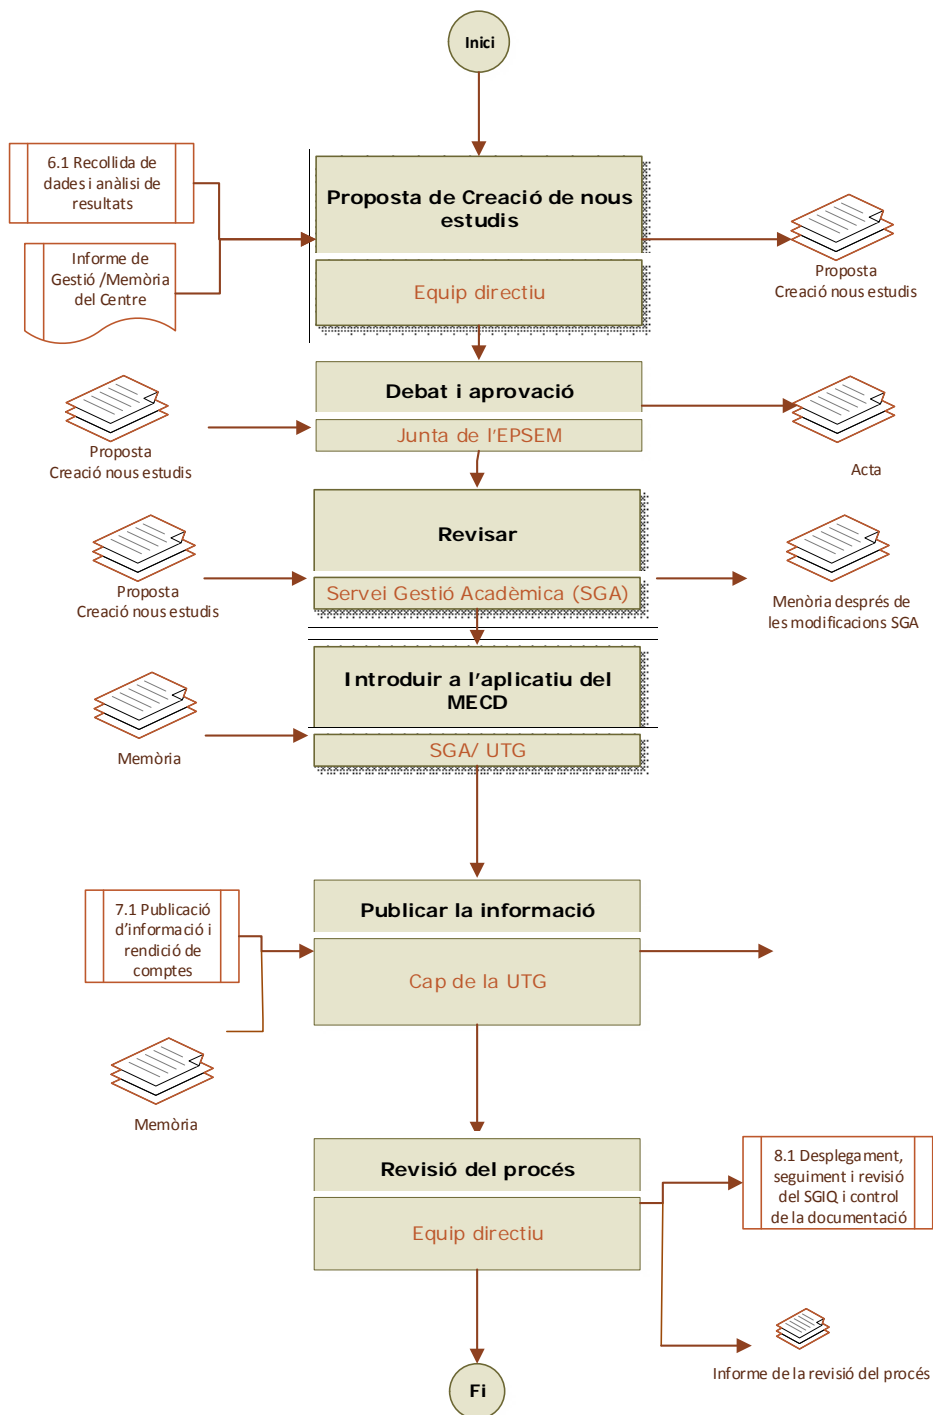 Inici
6.1 Recollida de
dades i anàlisi de
resultats
Informe de
Gestió /Memòria
del Centre
Proposta de Creació de nous
estudis
Equip directiu
Proposta
Creació nous estudis
Proposta
Creació nous estudis
Debat i aprovació
Junta de l'EPSEM
Acta
Proposta
Creació nous estudis
Revisar
Servei Gestió Acadèmica (SGA)
Menòria després de
les modificacions SGA
Memòria
Introduir a l'aplicatiu del
MECD
SGA/ UTG
7.1 Publicació
d'informació i
rendició de
comptes
Publicar la informació
Cap de la UTG
Memòria
Revisió del procés
Equip directiu
8.1 Desplegament,
seguiment i revisió
del SGIQ i control
de la documentació
Informe de la revisió del procés
Fi